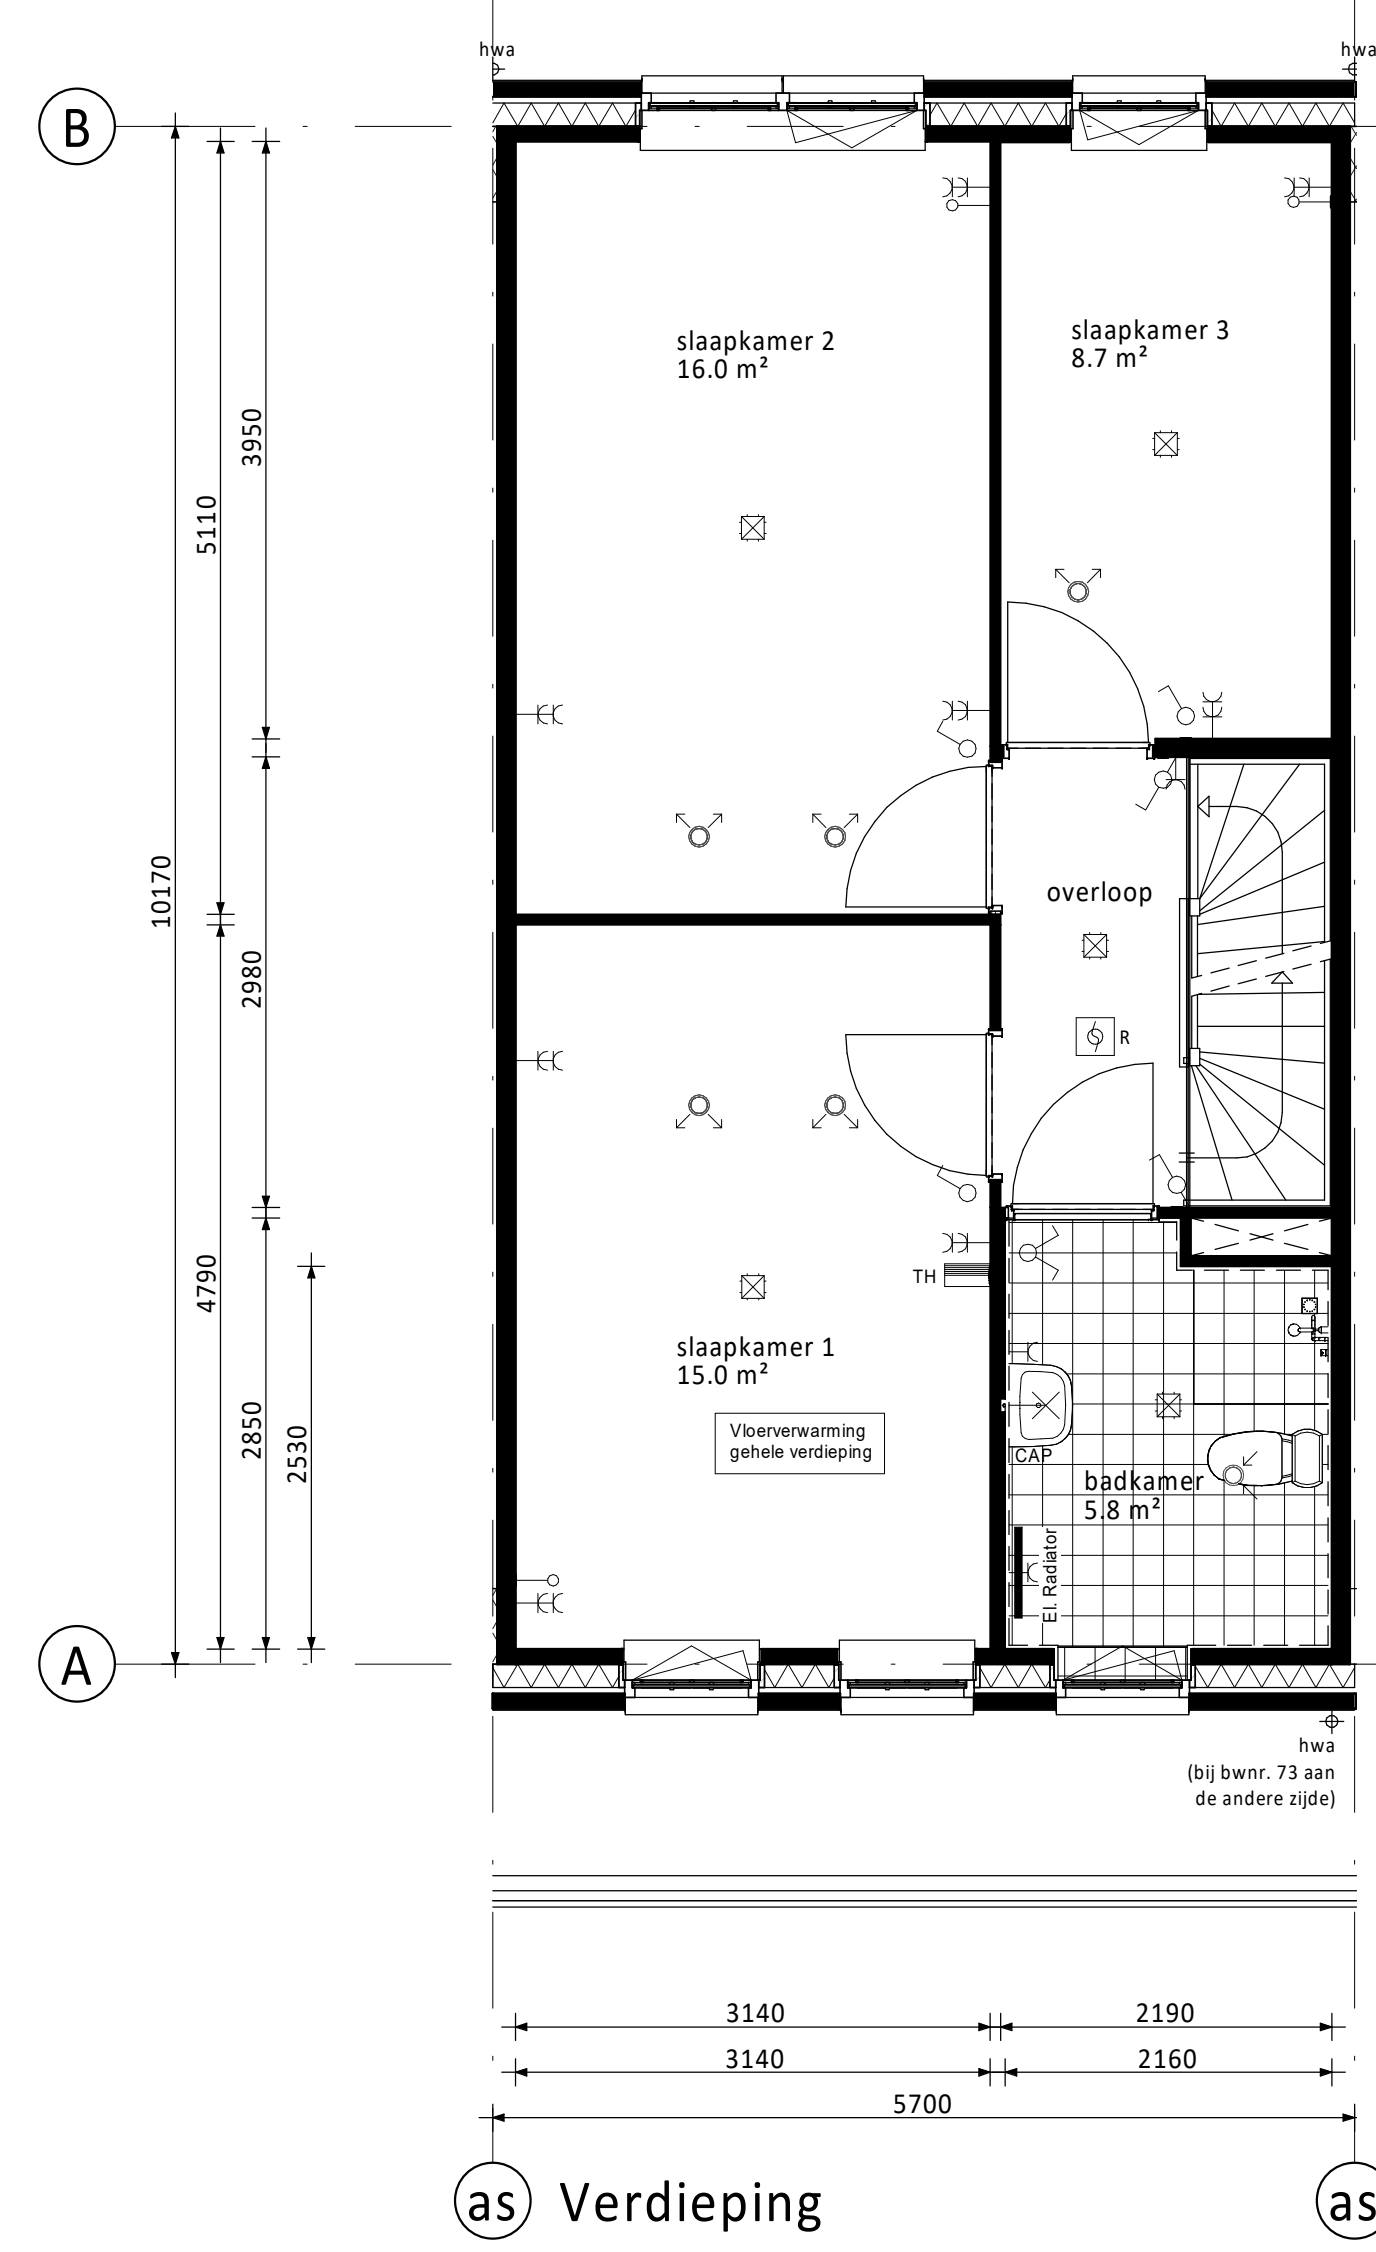 hwa
hwa
B
slaapkamer 2
16.0 m²
slaapkamer 3
8.7 m²
3950
5110
10170
overloop
2980
R
4790
TH
slaapkamer 1
15.0 m²
2850
2530
Vloerverwarming
gehele verdieping
CAP
badkamer
5.8 m²
El. Radiator
A
hwa
(bij bwnr. 73 aan
de andere zijde)
3140
2190
3140
2160
5700
as
Verdieping
as